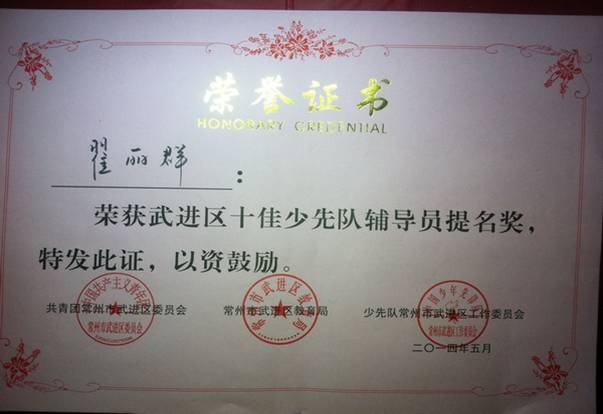 荣誉证书
HONORARY CREDENTIAL
翟丽群：
荣获武进区十佳少先队辅导员提名奖，
特发此证，以资鼓励。
共青团常州市武进区委员会 常州市武进区教育局 少先队常州市武进区工作委员会
二〇一四年五月